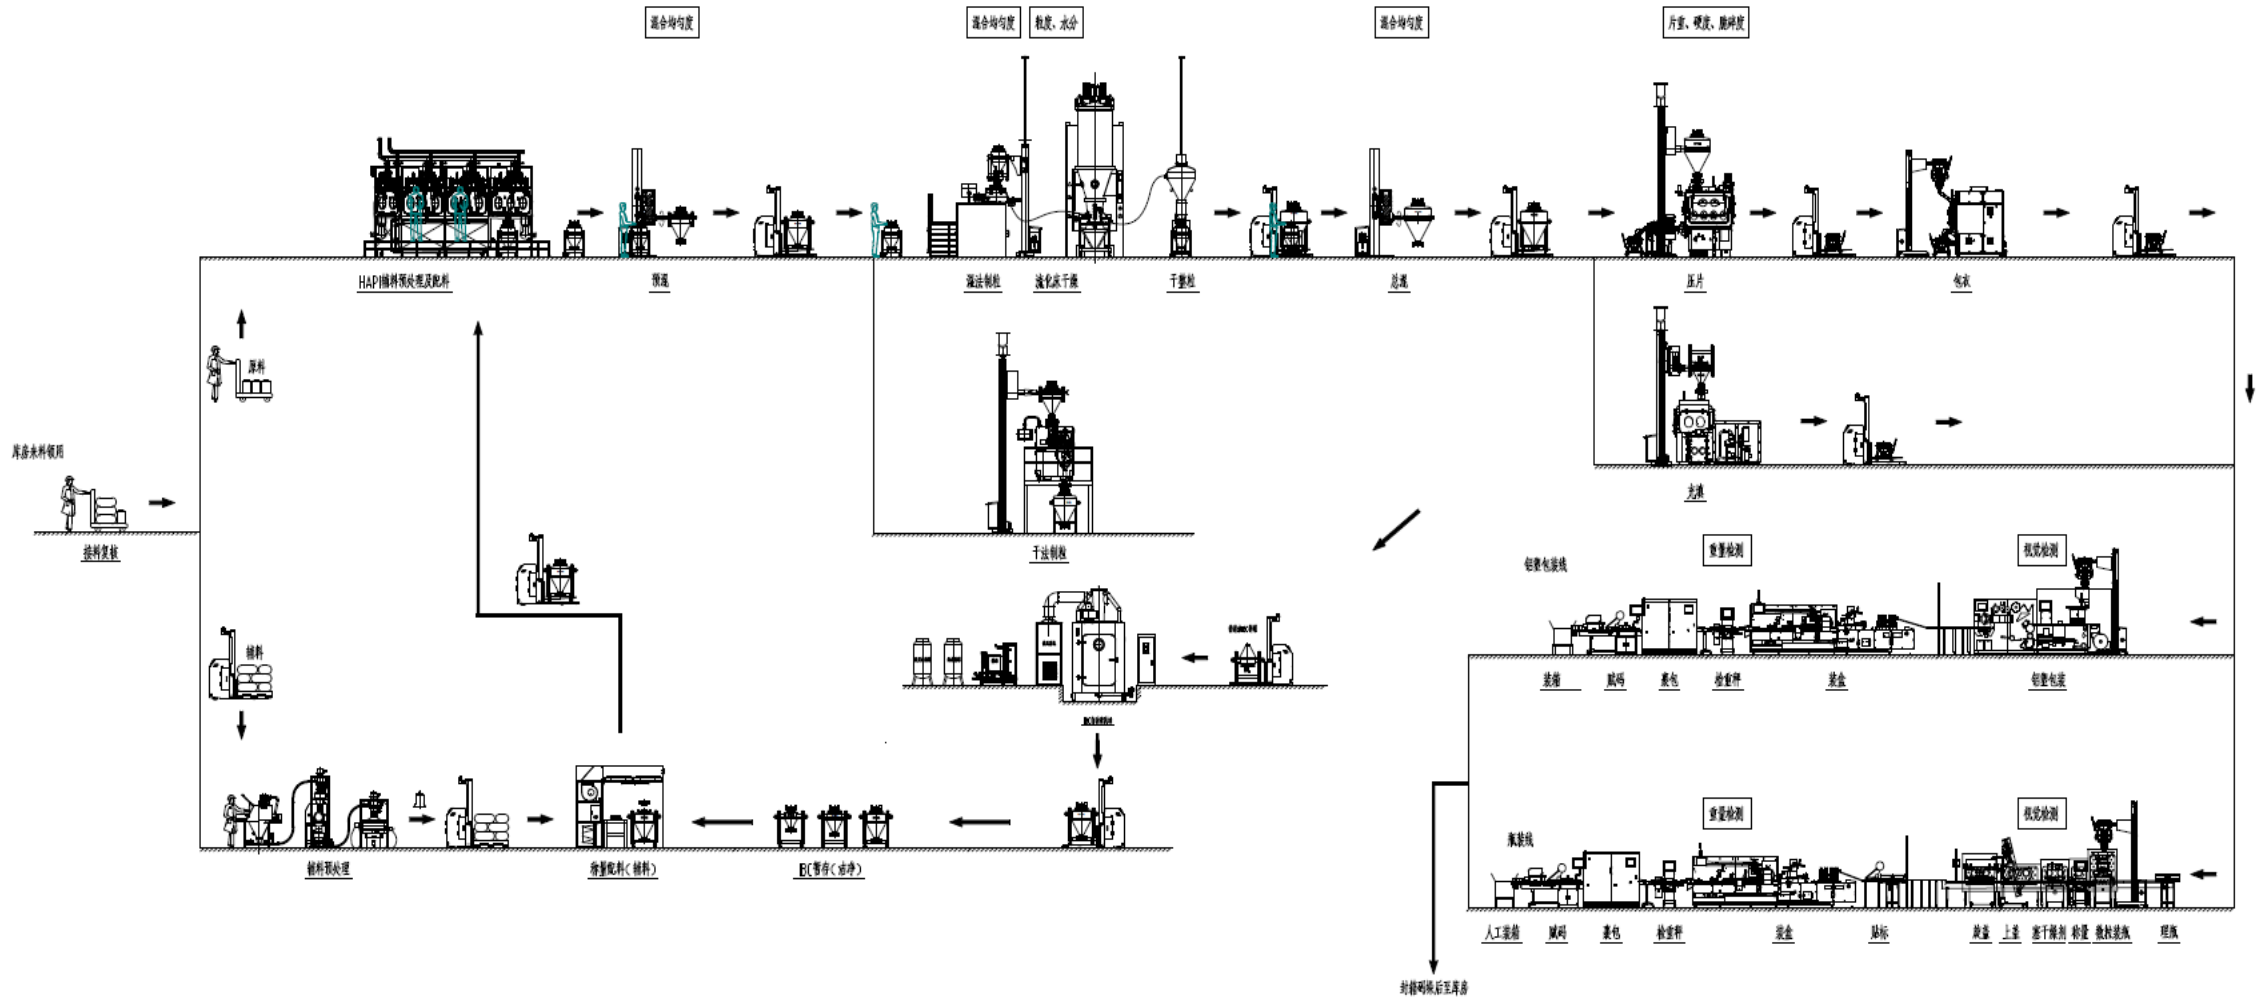 混合均匀度
混合均匀度
粒度、水分
混合均匀度
片重、硬度、脆碎度
HAPI辅料预处理及配料
预混
湿法制粒
流化床干燥
干整粒
总混
压片
包衣
原料
库房来料领用
接料复核
充填
干法制粒
铝塑包装线
重量检测
视觉检测
辅料
装箱
赋码
裹包
检重秤
装盒
铝塑包装
重量检测
视觉检测
瓶装线
辅料预处理
称量配料(辅料)
IBC暂存(洁净)
人工装箱
赋码
裹包
检重秤
装盒
贴标
旋盖
上盖
塞干燥剂
称量
数粒装瓶
理瓶
封箱码垛后至库房